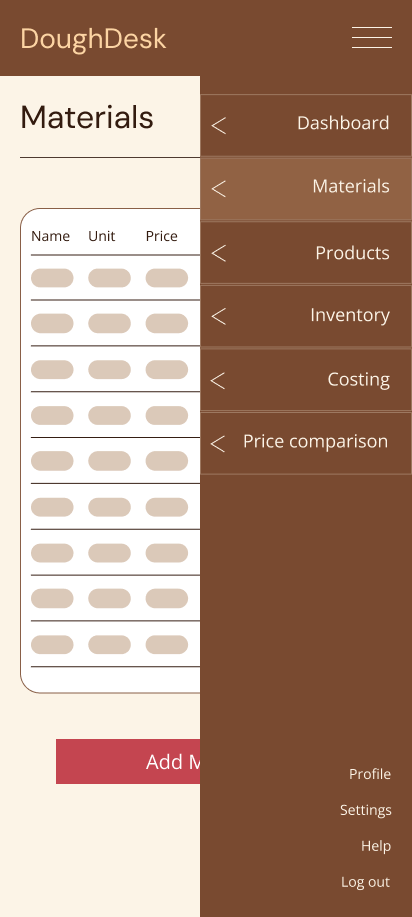 DoughDesk
Materials
Name Unit Price
Add M
Dashboard
Materials
Products
Inventory
Costing
Price comparison
Profile
Settings
Help
Log out